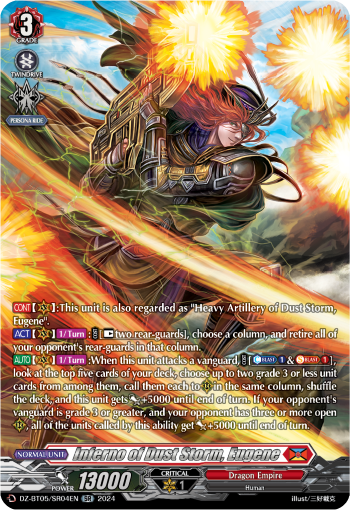 3
GRADE
TWINDRIVE
PERSONA RIDE
CONT【】:This unit is also regarded as "Heavy Artillery of Dust Storm,
Eugene".
ACT【】1/Turn:[two rear-guards], choose a column, and retire all of
your opponent's rear-guards in that column.
AUTO【】1/Turn:When this unit attacks a vanguard, [COUNTER BLAST 1 & SOUL BLAST 1],
look at the top five cards of your deck, choose up to two grade 3 or less unit
cards from among them, call them each to in the same column, shuffle
the deck, and this unit gets +5000 until end of turn. If your opponent's
vanguard is grade 3 or greater, and your opponent has three or more open
, all of the units called by this ability get +5000 until end of turn.
NORMAL UNIT
Inferno of Dust Storm, Eugene
POWER 13000
CRITICAL
1
Dragon Empire
Human
DZ-BT05/SR04EN SR 2024
illust/三好載克